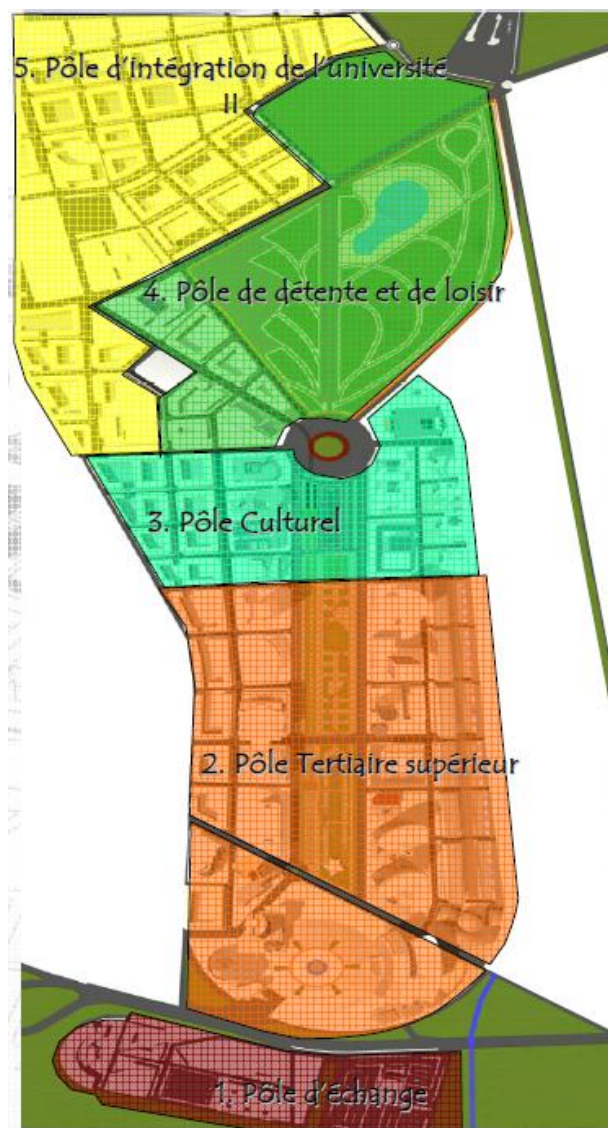 5. Pôle d'intégration de l'université
II
4. Pôle de détente et de loisir
3. Pôle Culturel
2. Pôle Tertiaire supérieur
1. Pôle d'échange